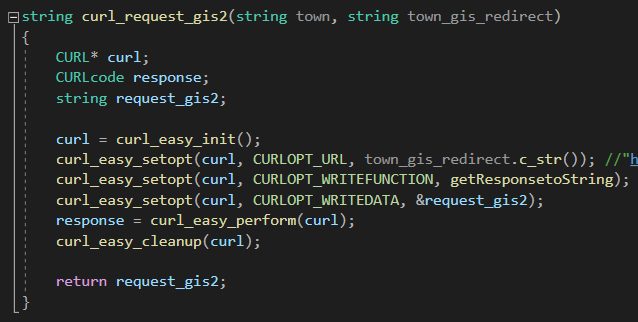 string curl_request_gis2(string town, string town_gis_redirect)
{
CURL* curl;
CURLcode response;
string request_gis2;
curl = curl_easy_init();
curl_easy_setopt(curl, CURLOPT_URL, town_gis_redirect.c_str()); //"h
curl_easy_setopt(curl, CURLOPT_WRITEFUNCTION, getResponsetoString);
curl_easy_setopt(curl, CURLOPT_WRITEDATA, &request_gis2);
response = curl_easy_perform(curl);
curl_easy_cleanup(curl);
return request_gis2;
}